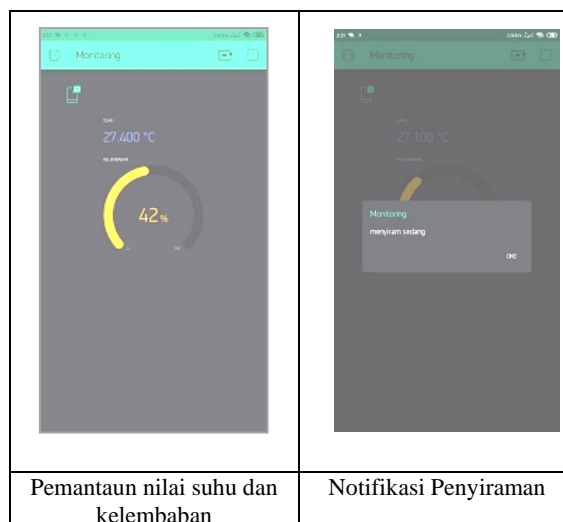 Monitoring
SUHU
27.400 °C
KELEMBABAN
42 %
Monitoring
27.100 °C
Monitoring
menyiram sedang
OKE
Pemantaun nilai suhu dan
kelembaban
Notifikasi Penyiraman